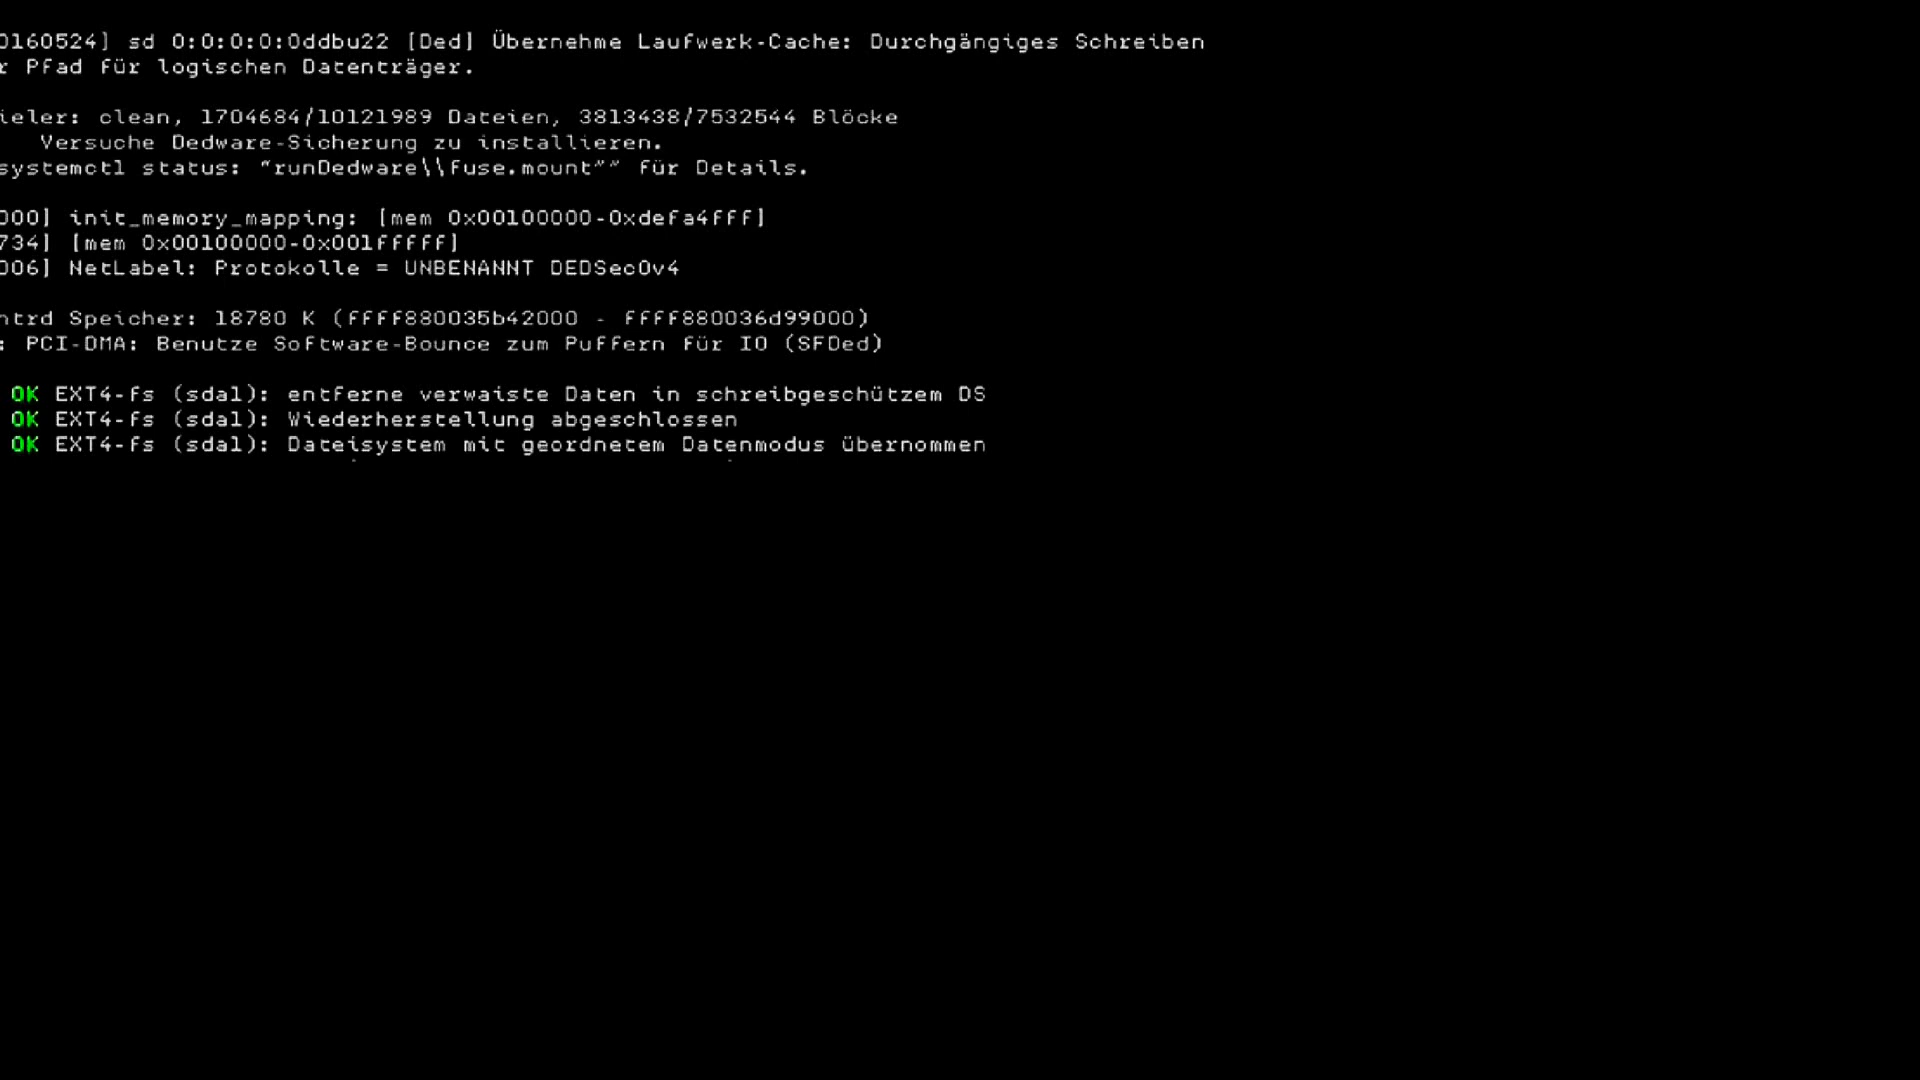 0160524] sd 0:0:0:0:0ddbu22 [Ded] Übernehme Laufwerk-Cache: Durchgängiges Schreiben
r Pfad für logischen Datenträger.
ieler: clean, 1704684/10121989 Dateien, 3813438/7532544 Blöcke
Versuche Dedware-Sicherung zu installieren.
systemctl status: "runDedware\\fuse.mount"" für Details.
000] init_memory_mapping: [mem 0x00100000-0xdefa4fff]
734] [mem 0x00100000-0x001fffff]
006] NetLabel: Protokolle = UNBENANNT DEDSec0v4
ntrd Speicher: 18780 K (ffff880035b42000 - ffff880036d99000)
: PCI-DMA: Benutze Software-Bounce zum Puffern für IO (SFDed)
OK EXT4-fs (sda1): entferne verwaiste Daten in schreibgeschützem DS
OK EXT4-fs (sda1): Wiederherstellung abgeschlossen
OK EXT4-fs (sda1): Dateisystem mit geordnetem Datenmodus übernommen